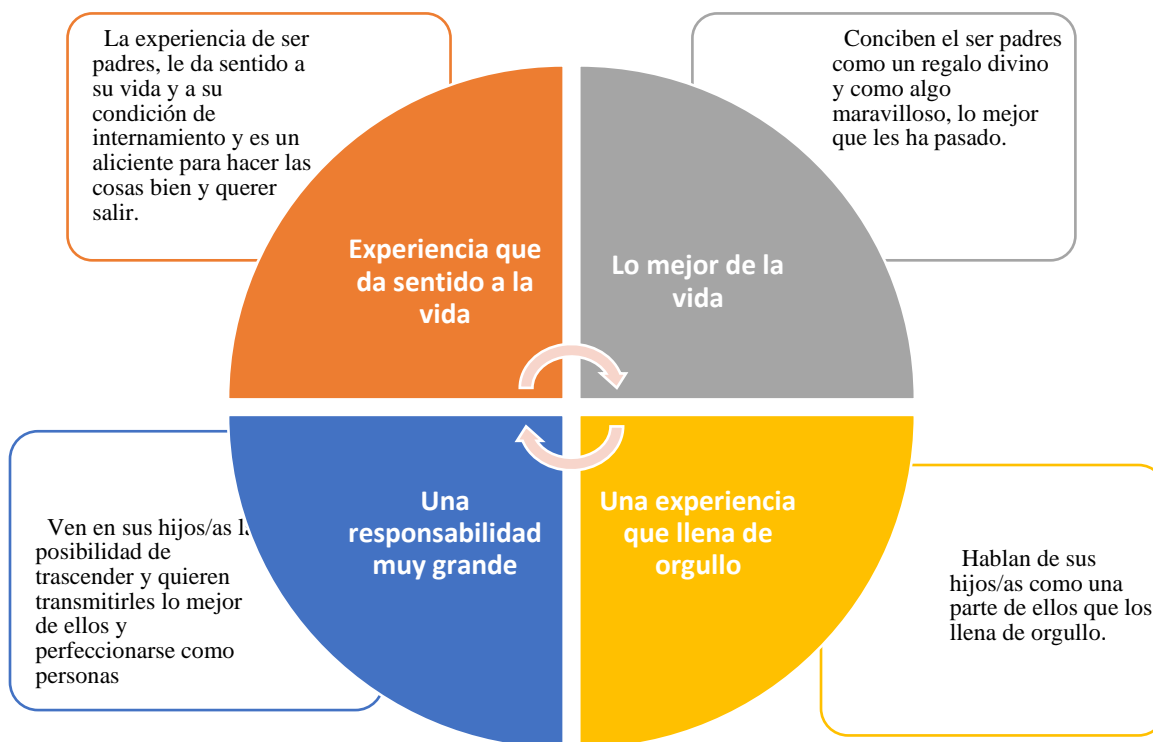 La experiencia de ser
padres, le da sentido a
su vida y a su
condición de
internamiento y es un
aliciente para hacer las
cosas bien y querer
salir.
Conciben el ser padres
como un regalo divino
y como algo
maravilloso, lo mejor
que les ha pasado.
Experiencia que
da sentido a la
vida
Lo mejor de la
vida
Una
responsabilidad
muy grande
Una experiencia
que llena de
orgullo
Ven en sus hijos/as la
posibilidad de
trascender y quieren
transmitirles lo mejor
de ellos y
perfeccionarse como
personas
Hablan de sus
hijos/as como una
parte de ellos que los
llena de orgullo.